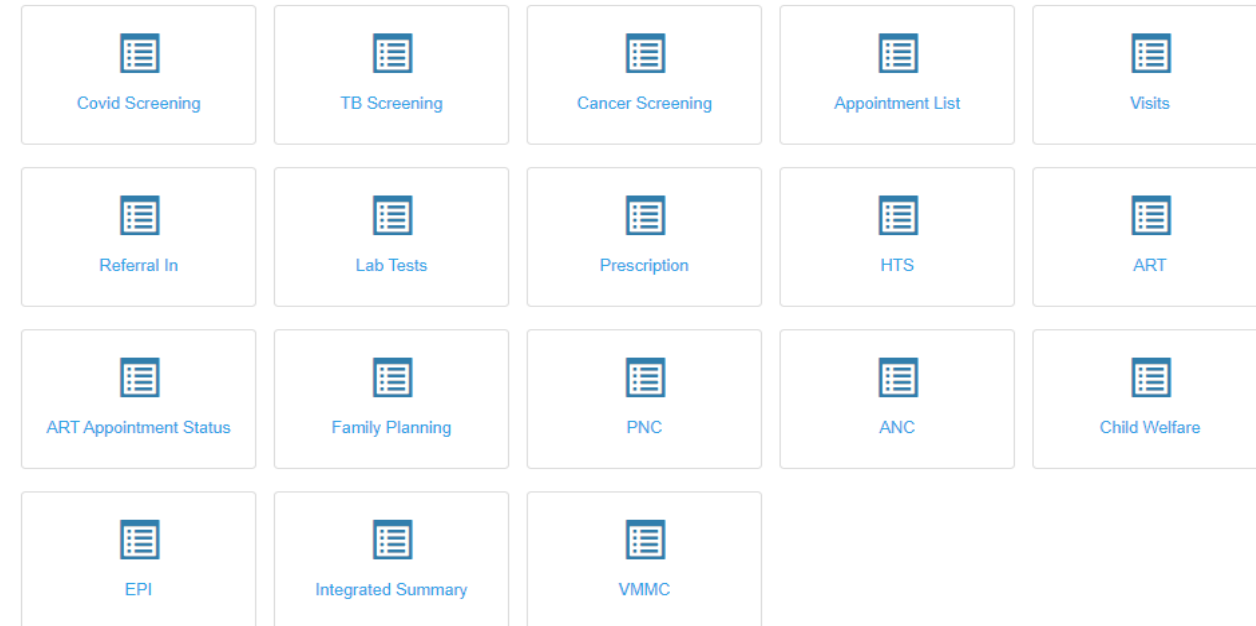 Covid Screening
TB Screening
Cancer Screening
Appointment List
Visits
Referral In
Lab Tests
Prescription
HTS
ART
ART Appointment Status
Family Planning
PNC
ANC
Child Welfare
EPI
Integrated Summary
VMMC